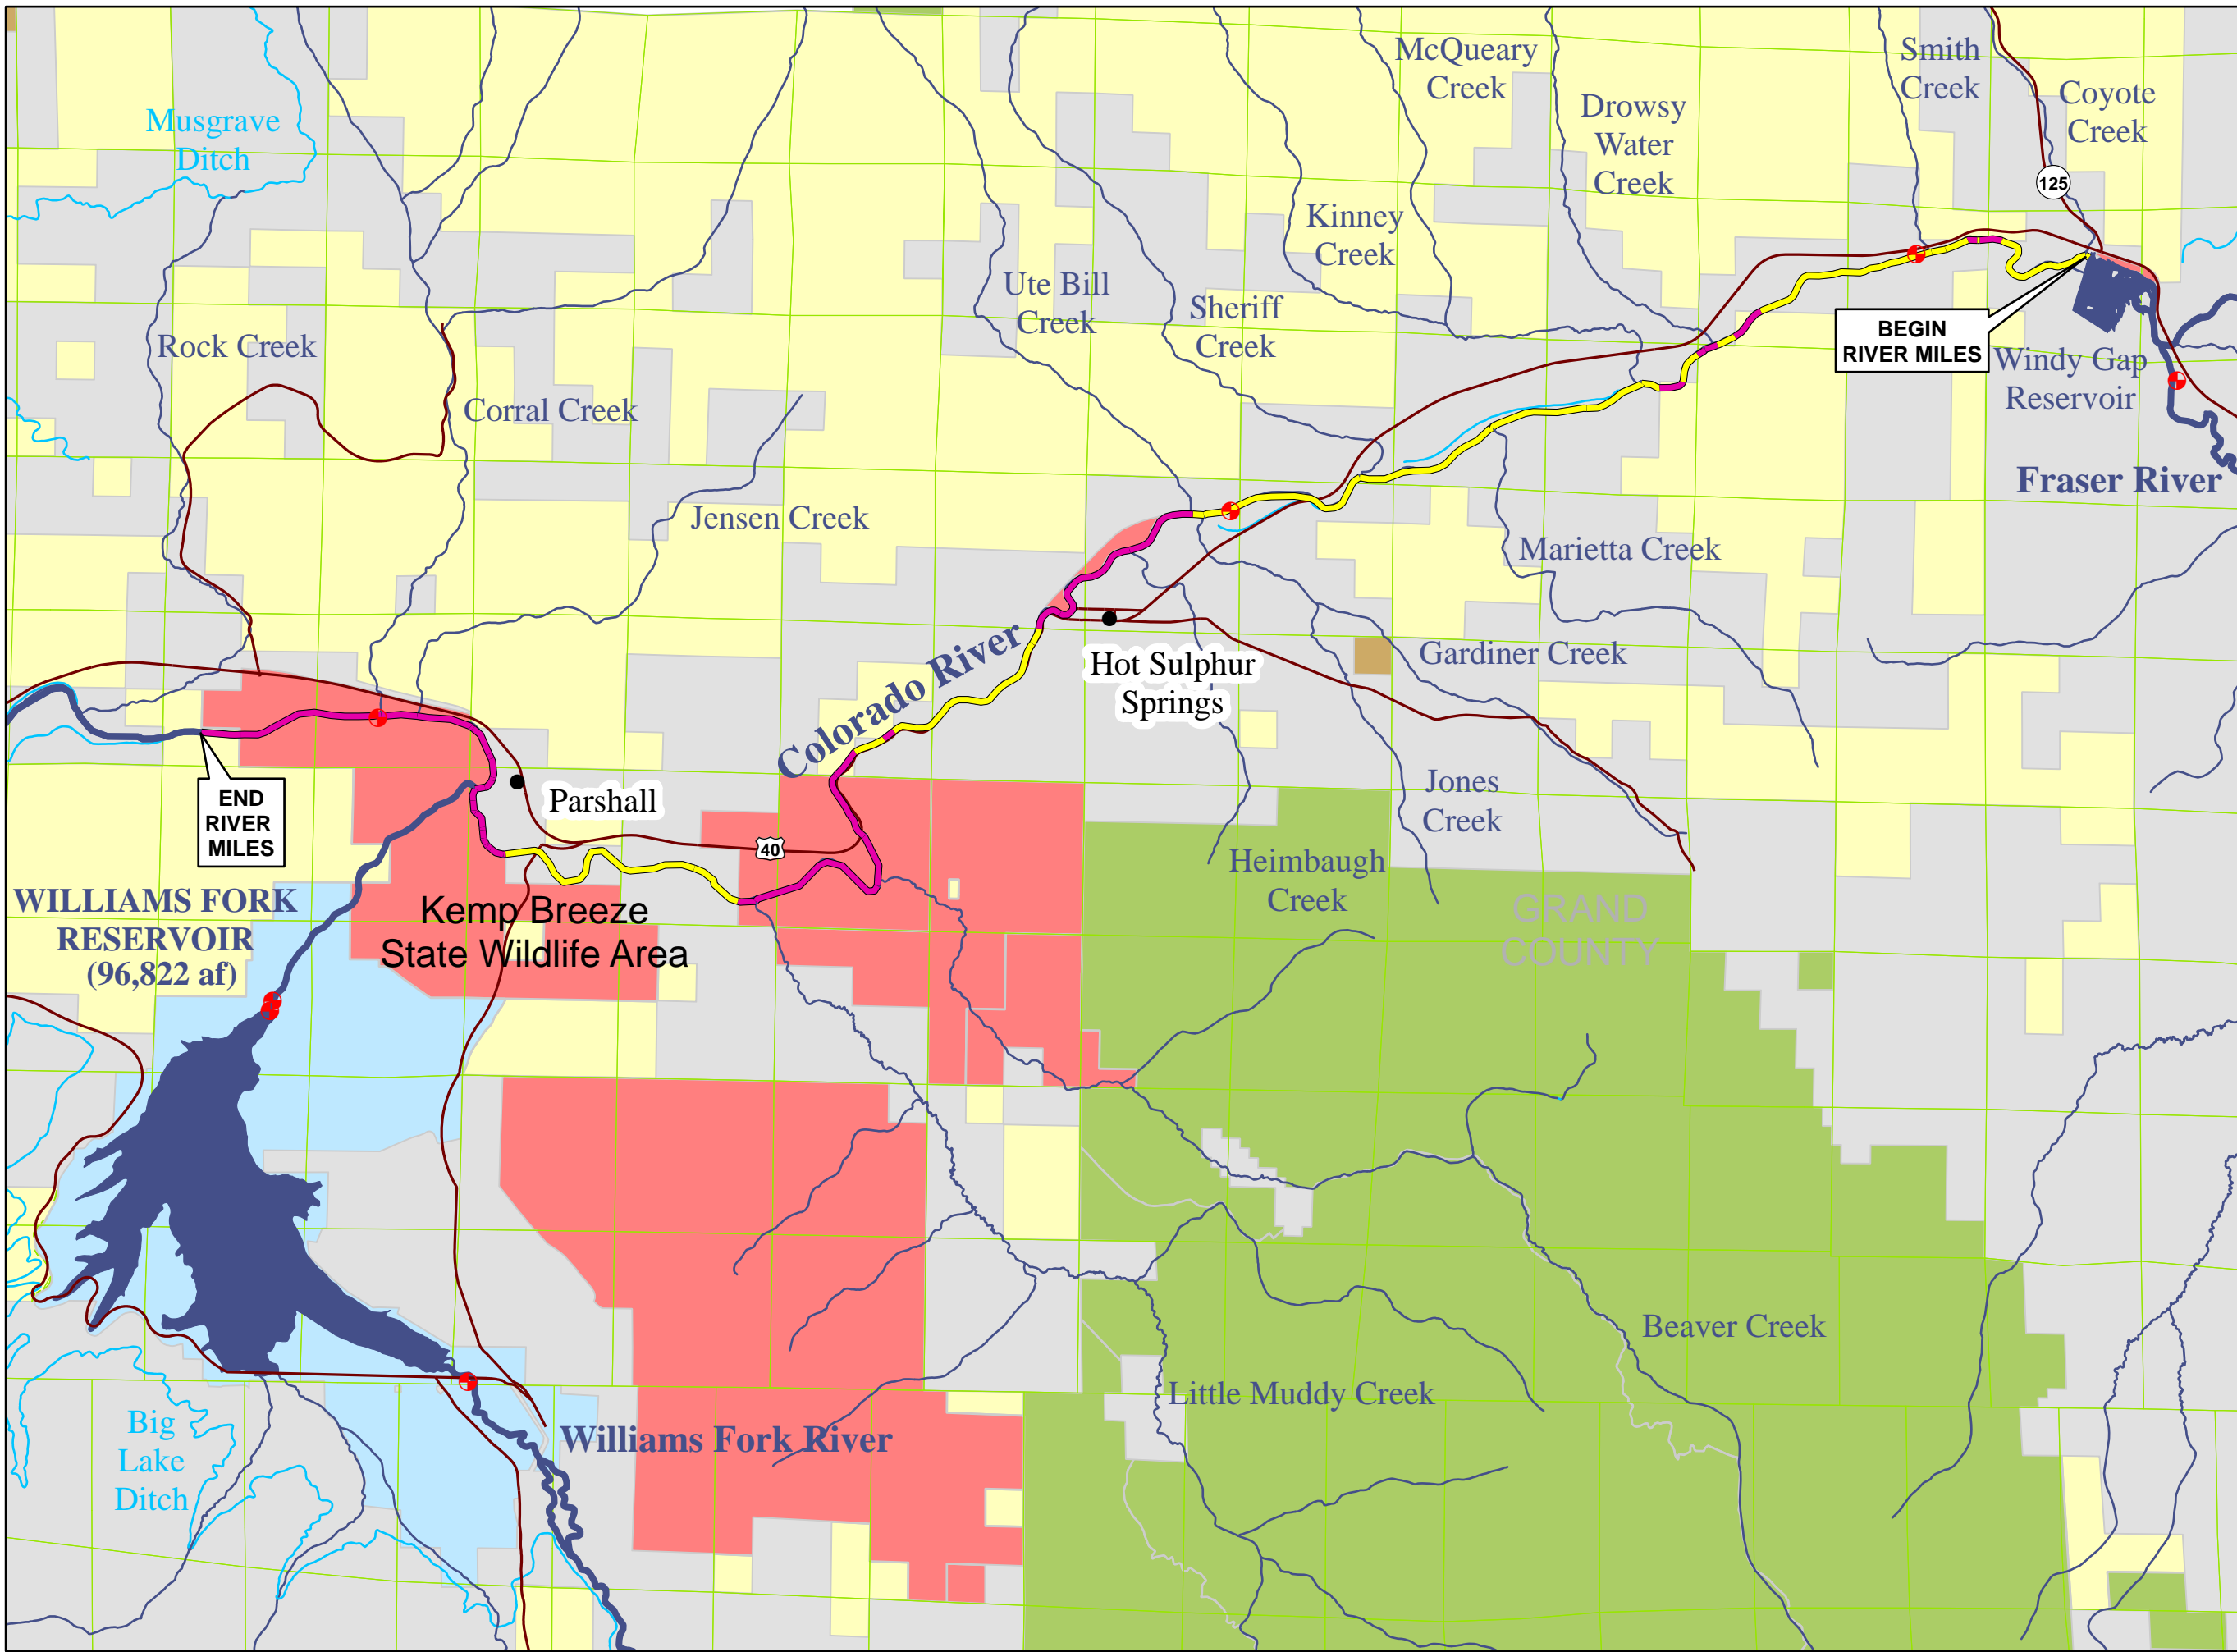 McQueary
Creek
Smith
Creek
Coyote
Creek
Musgrave
Ditch
Drowsy
Water
Creek
125
Kinney
Creek
Ute Bill
Creek
Sheriff
Creek
Rock Creek
BEGIN
RIVER MILES
Windy Gap
Reservoir
Corral Creek
Fraser River
Jensen Creek
Marietta Creek
Colorado River
Hot Sulphur
Springs
Gardiner Creek
END
RIVER
MILES
Parshall
40
Jones
Creek
Heimbaugh
Creek
WILLIAMS FORK
RESERVOIR
(96,822 af)
Kemp Breeze
State Wildlife Area
GRAND
COUNTY
Beaver Creek
Little Muddy Creek
Big
Lake
Ditch
Williams Fork River